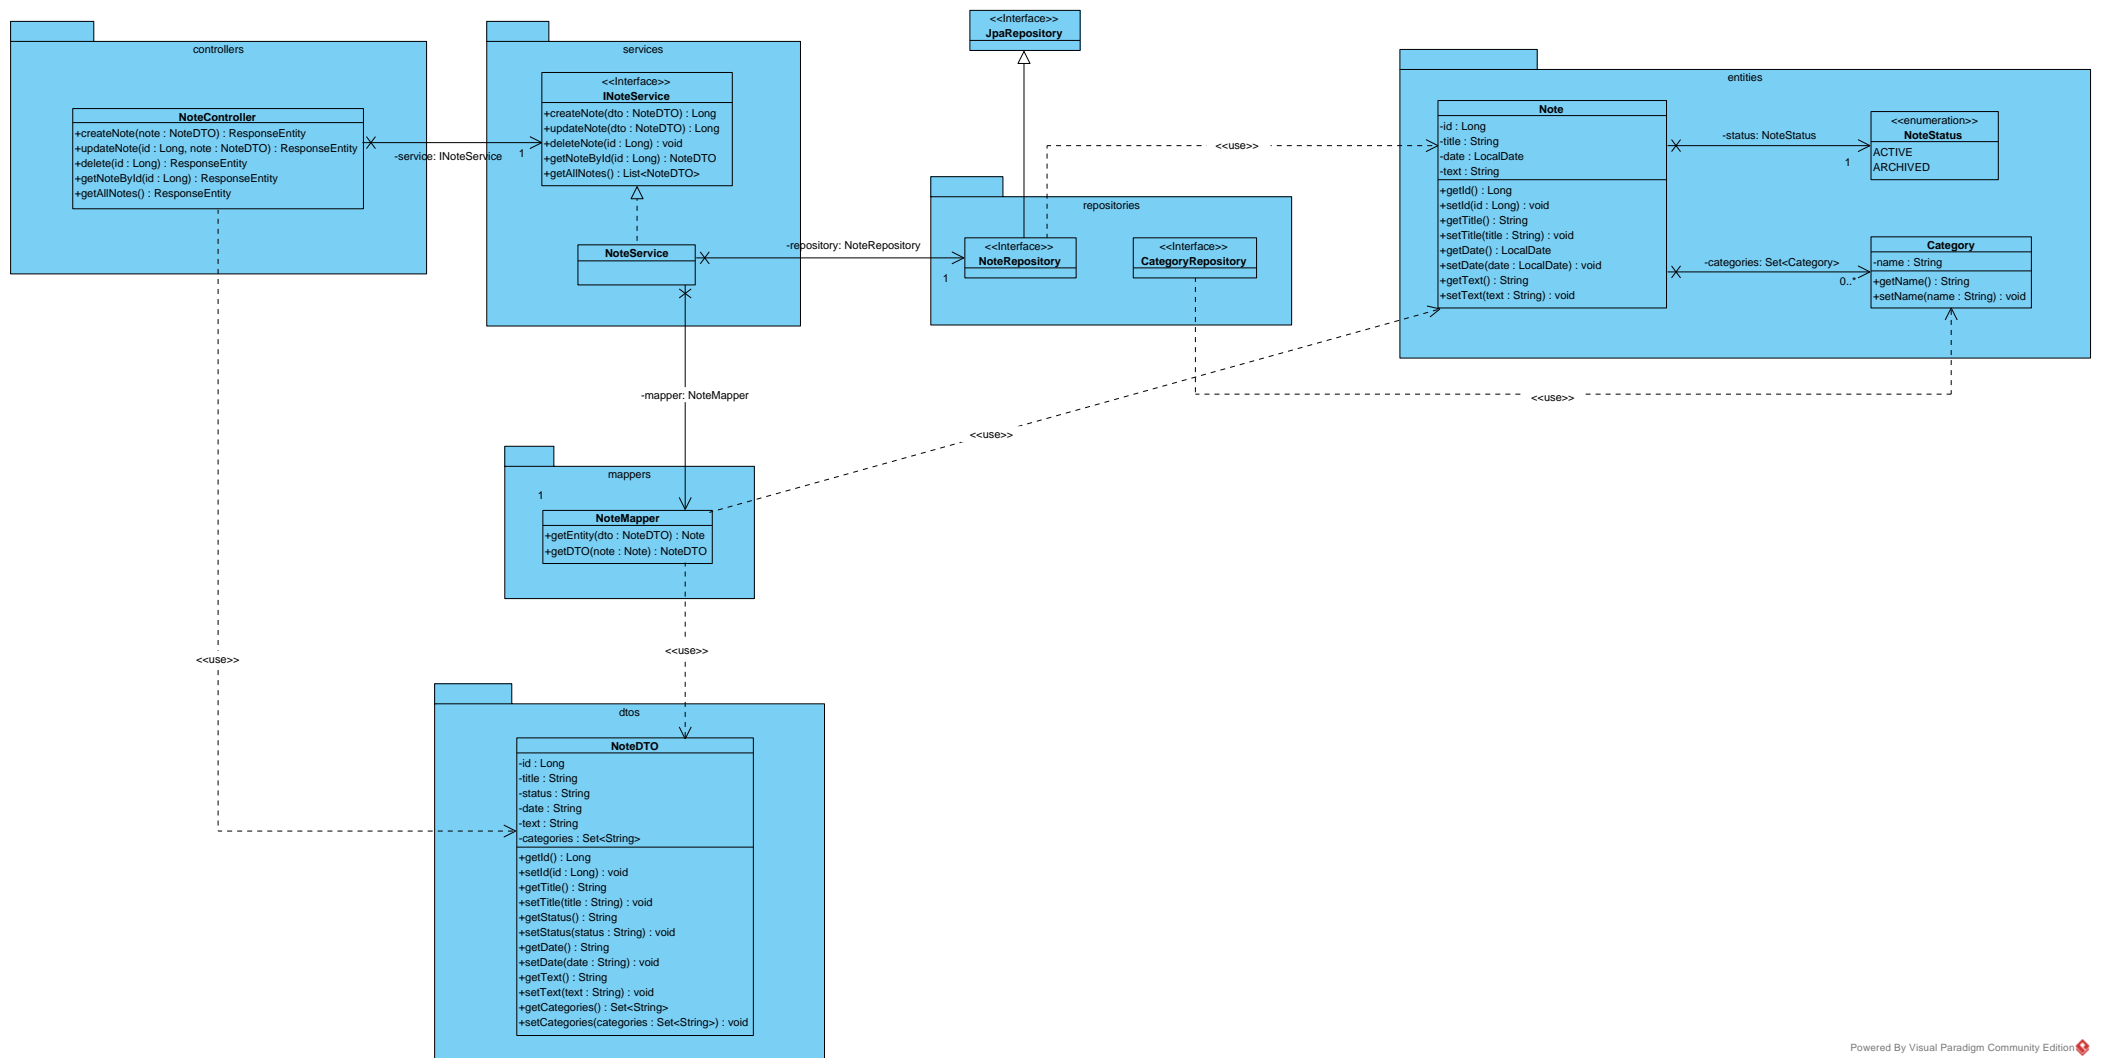 controllers
NoteController
+createNote(note : NoteDTO) : ResponseEntity
+updateNote(id : Long, note : NoteDTO) : ResponseEntity
+delete(id : Long) : ResponseEntity
+getNoteById(id : Long) : ResponseEntity
+getAllNotes() : ResponseEntity
-service: INoteService
1
services
<<Interface>>
INoteService
+createNote(dto : NoteDTO) : Long
+updateNote(dto : NoteDTO) : Long
+deleteNote(id : Long) : void
+getNoteById(id : Long) : NoteDTO
+getAllNotes() : List<NoteDTO>
NoteService
-repository: NoteRepository
1
<<Interface>>
JpaRepository
repositories
<<Interface>>
NoteRepository
<<Interface>>
CategoryRepository
<<use>>
entities
Note
-id : Long
-title : String
-date : LocalDate
-text : String
+getId() : Long
+setId(id : Long) : void
+getTitle() : String
+setTitle(title : String) : void
+getDate() : LocalDate
+setDate(date : LocalDate) : void
+getText() : String
+setText(text : String) : void
-status: NoteStatus
1
<<enumeration>>
NoteStatus
ACTIVE
ARCHIVED
-categories: Set<Category>
0..*
Category
-name : String
+getName() : String
+setName(name : String) : void
<<use>>
-mapper: NoteMapper
<<use>>
mappers
1
NoteMapper
+getEntity(dto : NoteDTO) : Note
+getDTO(note : Note) : NoteDTO
<<use>>
<<use>>
dtos
NoteDTO
-id : Long
-title : String
-status : String
-date : String
-text : String
-categories : Set<String>
+getId() : Long
+setId(id : Long) : void
+getTitle() : String
+setTitle(title : String) : void
+getStatus() : String
+setStatus(status : String) : void
+getDate() : String
+setDate(date : String) : void
+getText() : String
+setText(text : String) : void
+getCategories() : Set<String>
+setCategories(categories : Set<String>) : void
Powered By Visual Paradigm Community Edition